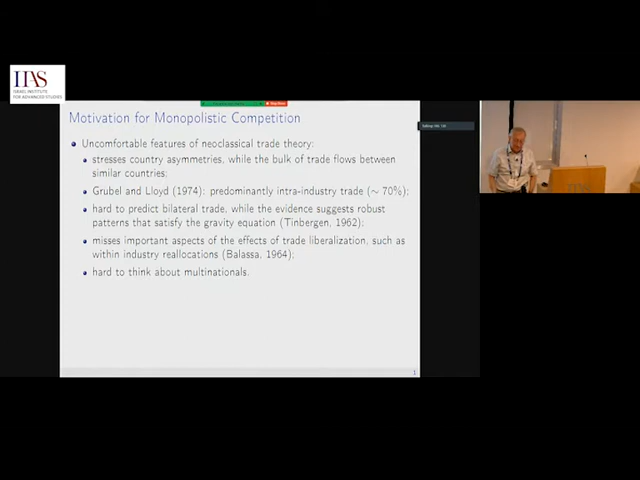 IIAS
ISRAEL INSTITUTE
FOR ADVANCED STUDIES
Motivation for Monopolistic Competition
Uncomfortable features of neoclassical trade theory:
stresses country asymmetries, while the bulk of trade flows between
similar countries;
Grubel and Lloyd (1974): predominantly intra-industry trade (∼ 70%);
hard to predict bilateral trade, while the evidence suggests robust
patterns that satisfy the gravity equation (Tinbergen, 1962);
misses important aspects of the effects of trade liberalization, such as
within industry reallocations (Balassa, 1964);
hard to think about multinationals.
1